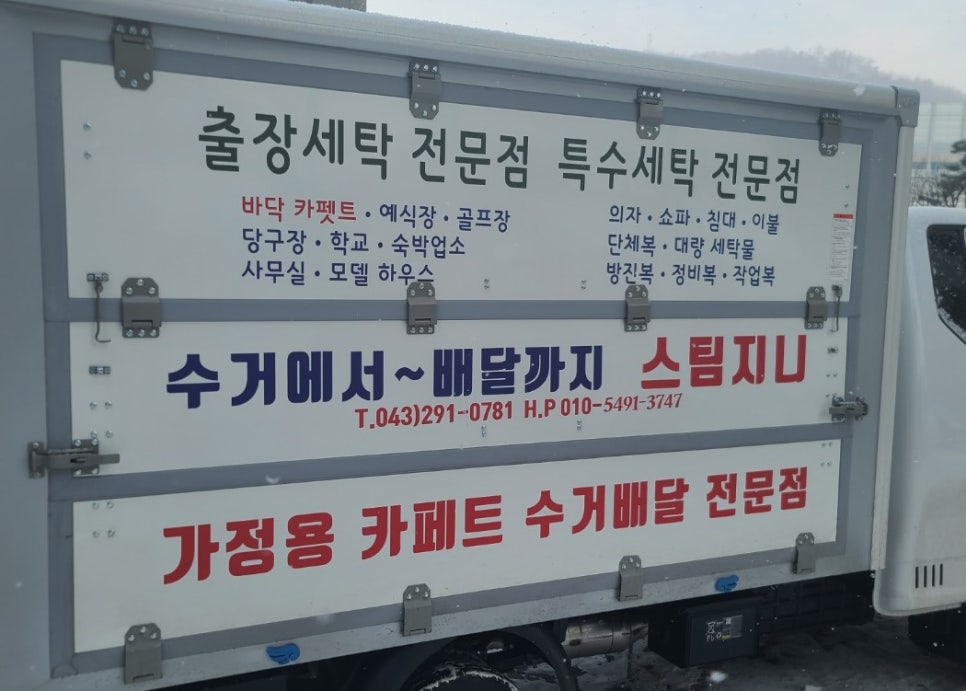 출장세탁 전문점 특수세탁 전문점
바닥 카펫트 · 예식장 · 골프장
당구장 · 학교 · 숙박업소
사무실 · 모델 하우스
의자 · 쇼파 · 침대 · 이불
단체복 · 대량 세탁물
방진복 · 정비복 · 작업복
수거에서~배달까지 스팀지니
T.043)291-0781 H.P 010-5491-3747
가정용 카페트 수거배달 전문점